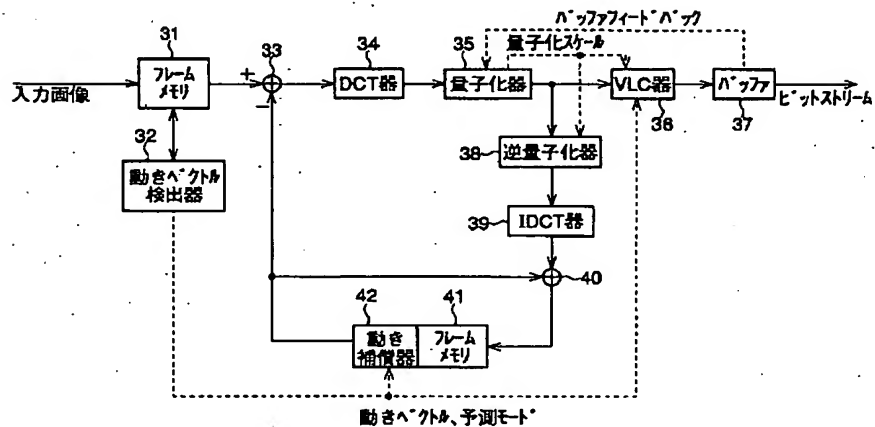 バッファフィードバック
量子化スケール
31
フレーム
メモリ
入力画像
+
33
−
34
DCT器
35
量子化器
VLC器
36
バッファ
37
ビットストリーム
32
動きベクトル
検出器
38
逆量子化器
39
IDCT器
40
42
動き
補償器
41
フレーム
メモリ
動きベクトル、予測モード